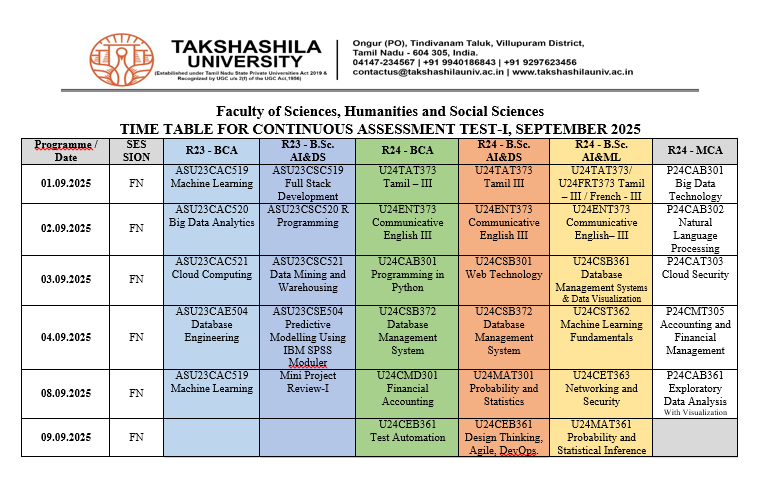 TAKSHASHILA
UNIVERSITY
(Established under Tamil Nadu State Private Universities Act 2019 &
Recognized by UGC u/s 2(f) of the UGC Act,1956)
Ongur (PO), Tindivanam Taluk, Villupuram District,
Tamil Nadu - 604 305, India.
04147-234567 | +91 9940186843 | +91 9297623456
contactus@takshashilauniv.ac.in | www.takshashilauniv.ac.in
Faculty of Sciences, Humanities and Social Sciences
TIME TABLE FOR CONTINUOUS ASSESSMENT TEST-I, SEPTEMBER 2025
Programme /
Date
SES
SION
R23 - BCA
R23 - B.Sc.
AI&DS
R24 - BCA
R24 - B.Sc.
AI&DS
R24 - B.Sc.
AI&ML
R24 - MCA
01.09.2025
FN
ASU23CAC519
Machine Learning
ASU23CSC519
Full Stack
Development
U24TAT373
Tamil – III
U24TAT373
Tamil III
U24TAT373/
U24FRT373 Tamil
– III / French - III
P24CAB301
Big Data
Technology
02.09.2025
FN
ASU23CAC520
Big Data Analytics
ASU23CSC520 R
Programming
U24ENT373
Communicative
English III
U24ENT373
Communicative
English III
U24ENT373
Communicative
English– III
P24CAB302
Natural
Language
Processing
03.09.2025
FN
ASU23CAC521
Cloud Computing
ASU23CSC521
Data Mining and
Warehousing
U24CAB301
Programming in
Python
U24CSB301
Web Technology
U24CSB361
Database
Management Systems
& Data Visualization
P24CAT303
Cloud Security
04.09.2025
FN
ASU23CAE504
Database
Engineering
ASU23CSE504
Predictive
Modelling Using
IBM SPSS
Moduler
U24CSB372
Database
Management
System
U24CSB372
Database
Management
System
U24CST362
Machine Learning
Fundamentals
P24CMT305
Accounting and
Financial
Management
08.09.2025
FN
ASU23CAC519
Machine Learning
Mini Project
Review-I
U24CMD301
Financial
Accounting
U24MAT301
Probability and
Statistics
U24CET363
Networking and
Security
P24CAB361
Exploratory
Data Analysis
With Visualization
09.09.2025
FN
U24CEB361
Test Automation
U24CEB361
Design Thinking,
Agile, DevOps.
U24MAT361
Probability and
Statistical Inference